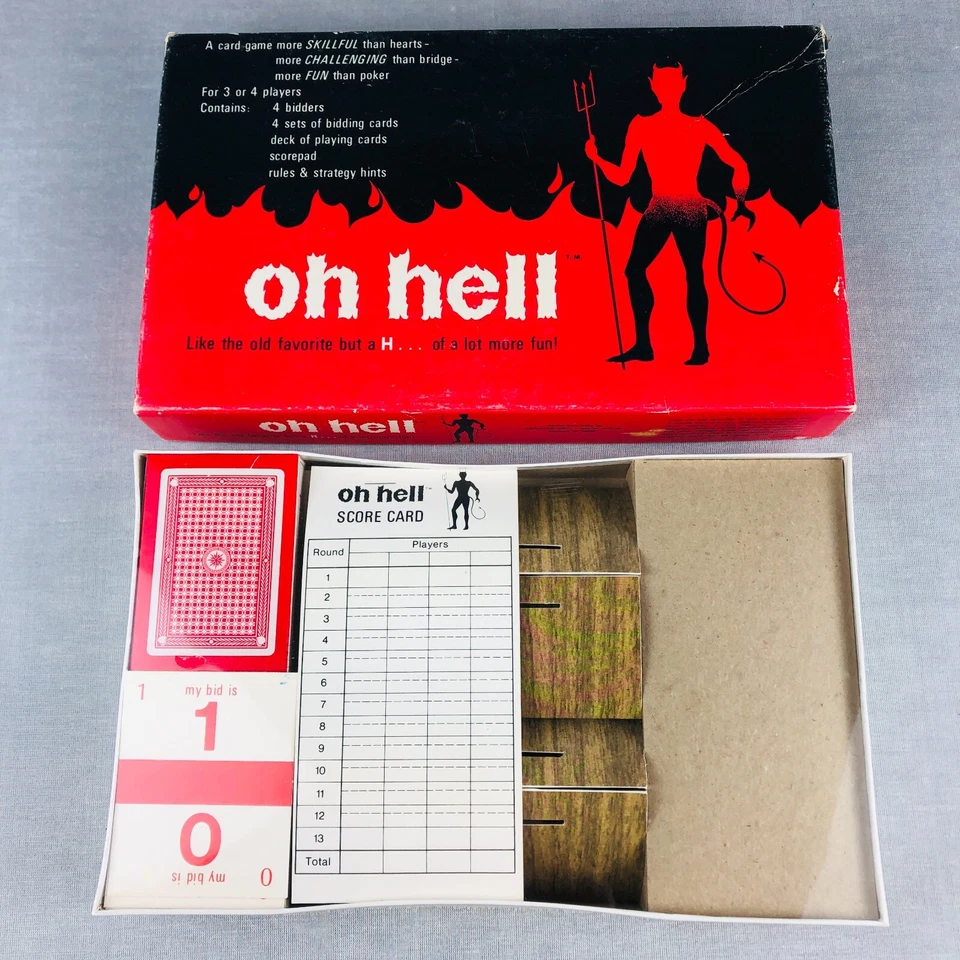 A card game more SKILLFUL than hearts -
more CHALLENGING than bridge -
more FUN than poker
For 3 or 4 players
Contains: 4 bidders
4 sets of bidding cards
deck of playing cards
scorepad
rules & strategy hints
oh hell T.M.
Like the old favorite but a H . . . of a lot more fun!
oh hell
oh hell
SCORE CARD
Round Players
1
2
3
4
5
6
7
8
9
10
11
12
13
Total
1 my bid is
1
0
my bid is 0